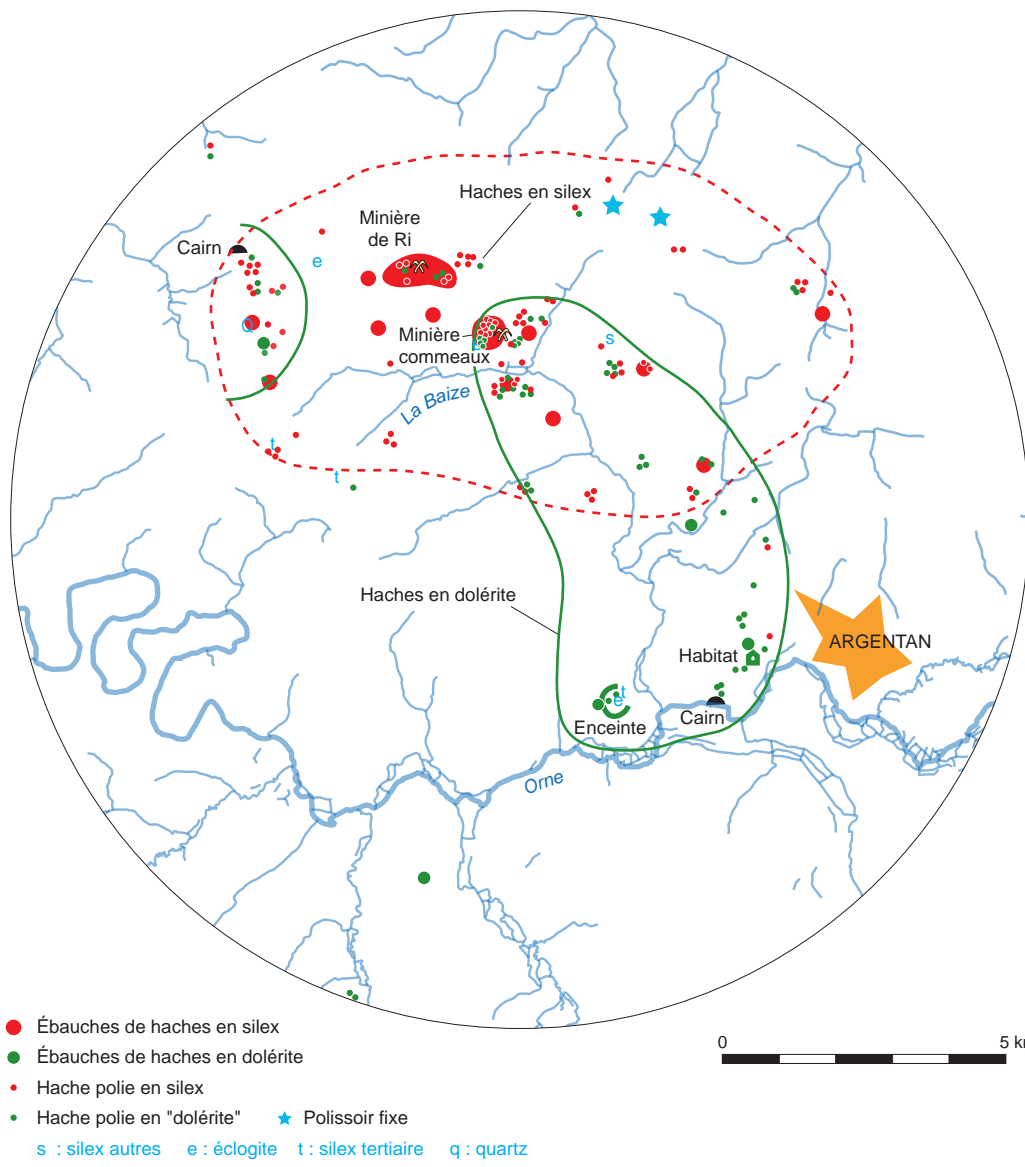 Haches en silex
Minière
de Ri
Cairn
e
q
Minière
commeaux
s
La Baize
t
t
Haches en dolérite
ARGENTAN
Habitat
t
e
Enceinte
Cairn
Orne
Ébauches de haches en silex
Ébauches de haches en dolérite
Hache polie en silex
Hache polie en "dolérite"
Polissoir fixe
s : silex autres e : éclogite t : silex tertiaire q : quartz
0 5 km